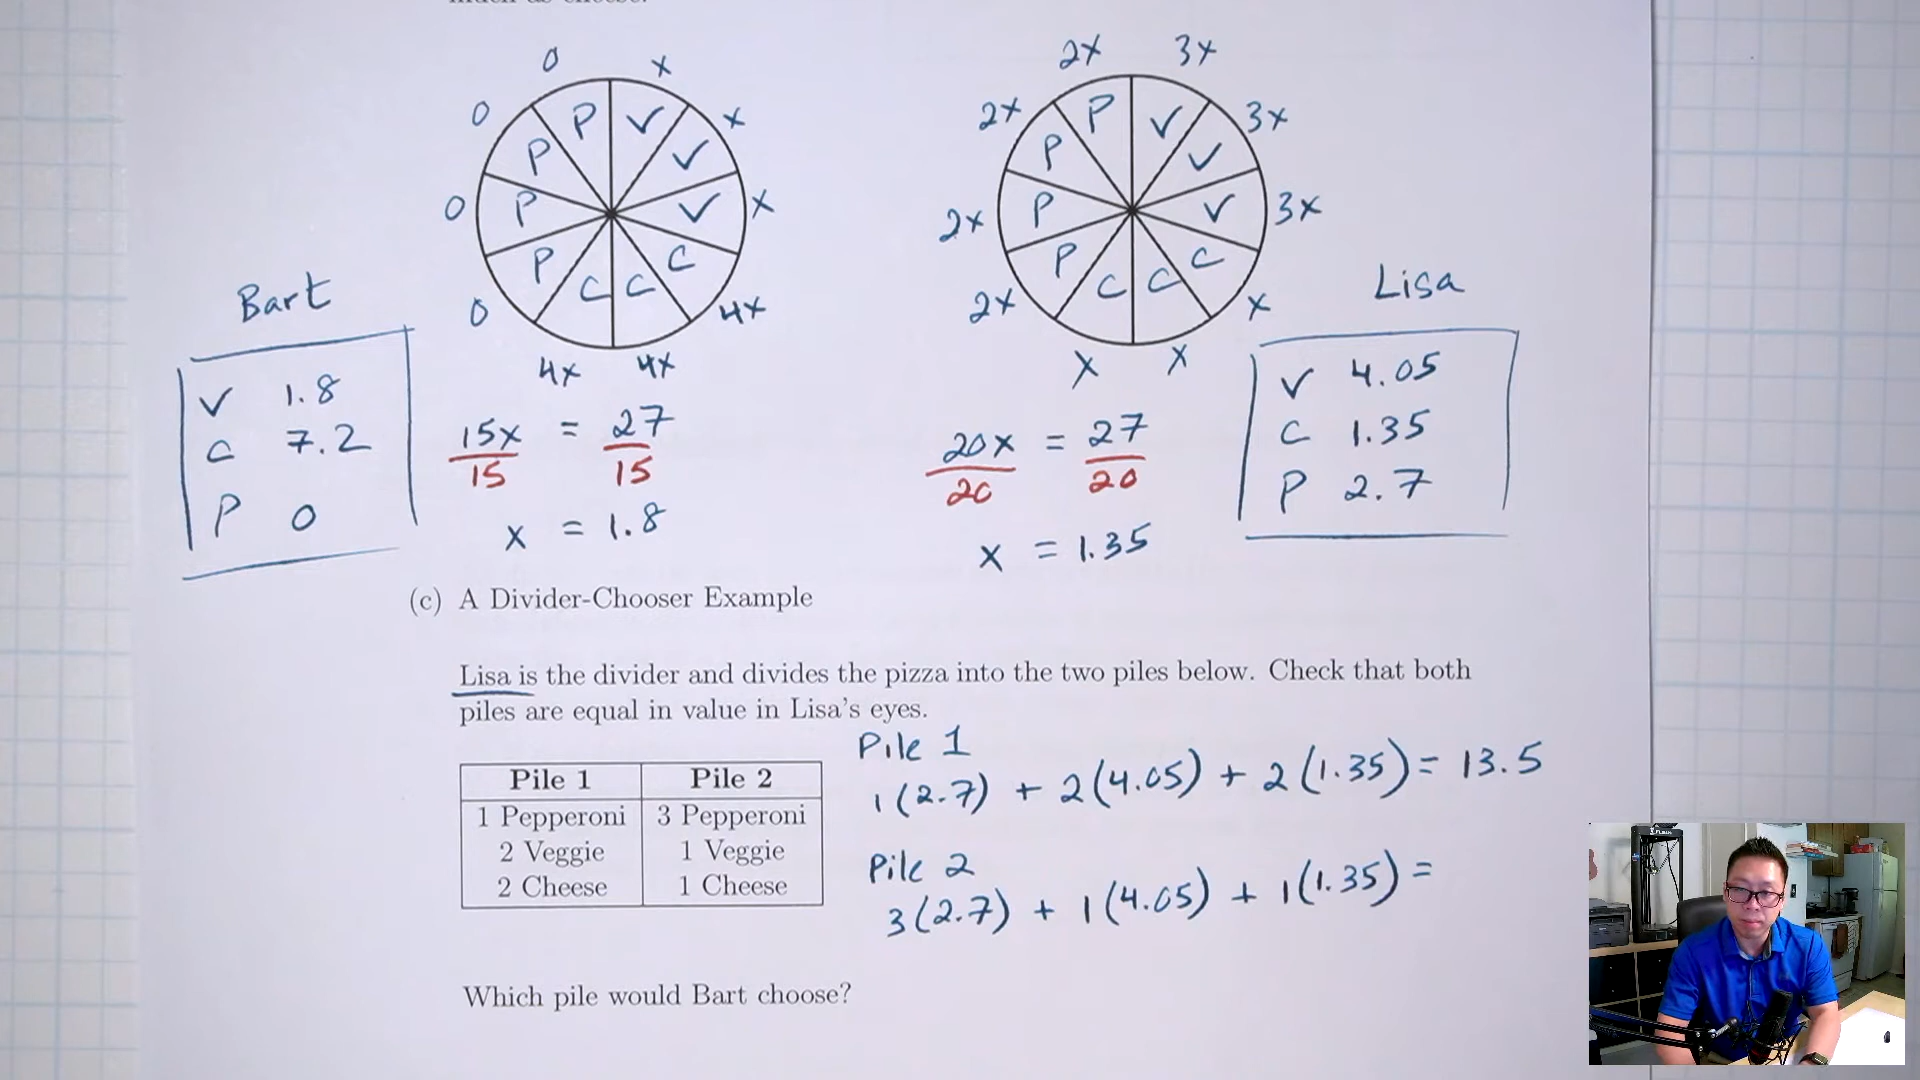 much as cheese.
0 x 2x 3x
0 P V x 2x P V 3x
P V P V
0 P V x 2x P V 3x
P C C C P C C C
0 4x 2x x
4x 4x x x
Bart
V 1.8
C 7.2
P 0
15x = 27
15 15
x = 1.8
Lisa
V 4.05
C 1.35
P 2.7
20x = 27
20 20
x = 1.35
(c) A Divider-Chooser Example
Lisa is the divider and divides the pizza into the two piles below. Check that both
piles are equal in value in Lisa's eyes.
Pile 1 Pile 2
1 Pepperoni 3 Pepperoni
2 Veggie 1 Veggie
2 Cheese 1 Cheese
Pile 1
1(2.7) + 2(4.05) + 2(1.35) = 13.5
Pile 2
3(2.7) + 1(4.05) + 1(1.35) =
Which pile would Bart choose?